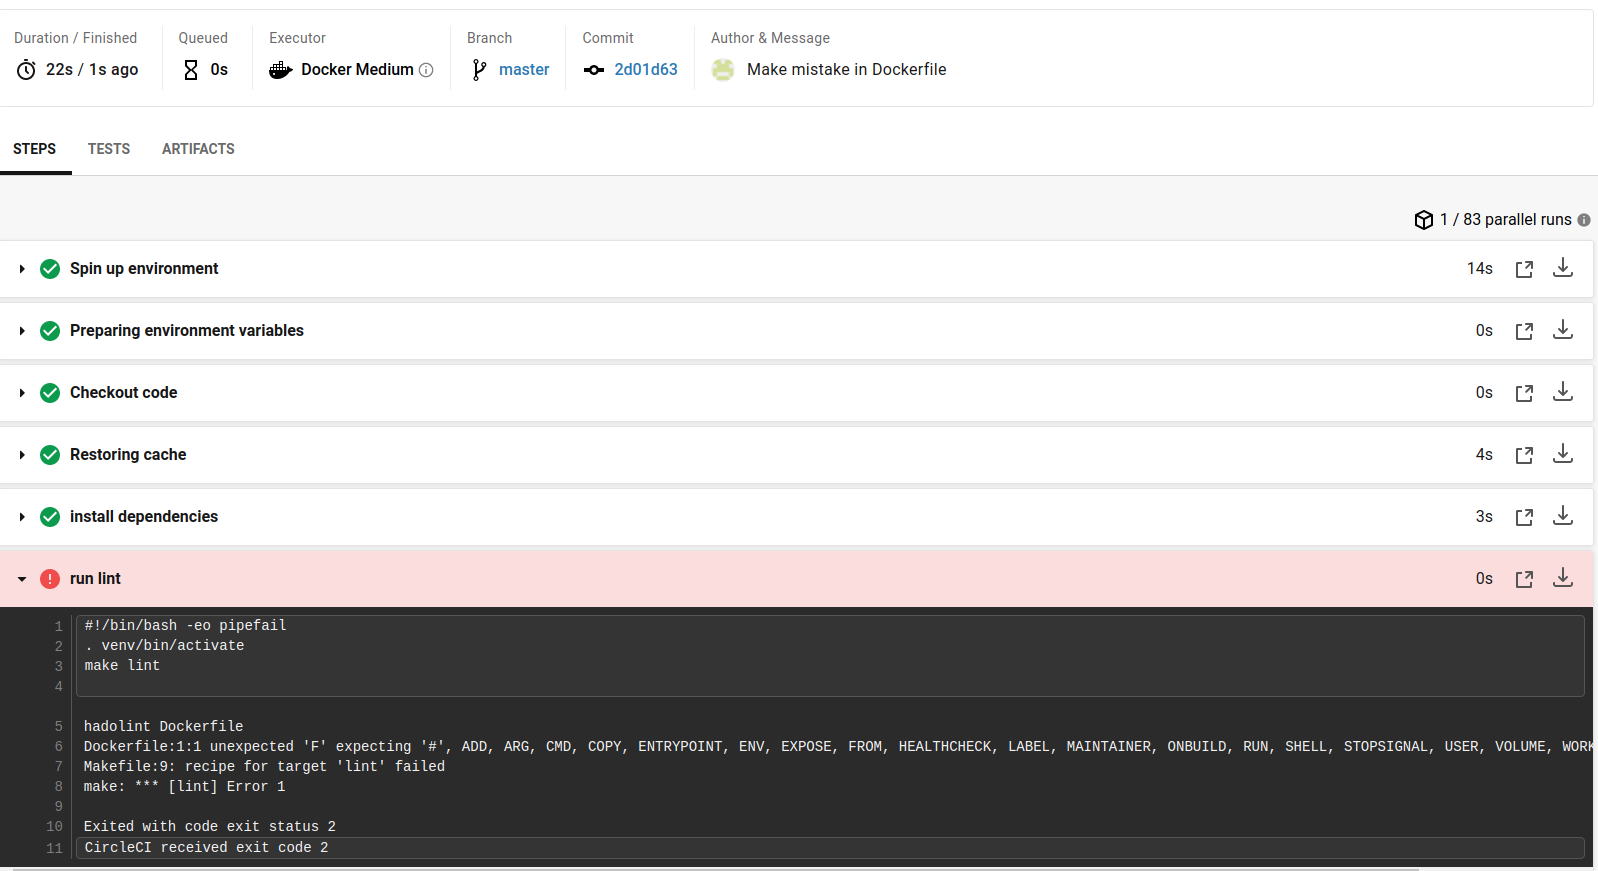 Duration / Finished Queued Executor Branch Commit Author & Message
22s / 1s ago 0s Docker Medium master 2d01d63 Make mistake in Dockerfile
STEPS TESTS ARTIFACTS
1 / 83 parallel runs
Spin up environment 14s
Preparing environment variables 0s
Checkout code 0s
Restoring cache 4s
install dependencies 3s
run lint 0s
1 #!/bin/bash -eo pipefail
2 . venv/bin/activate
3 make lint
4
5 hadolint Dockerfile
6 Dockerfile:1:1 unexpected 'F' expecting '#', ADD, ARG, CMD, COPY, ENTRYPOINT, ENV, EXPOSE, FROM, HEALTHCHECK, LABEL, MAINTAINER, ONBUILD, RUN, SHELL, STOPSIGNAL, USER, VOLUME, WORK
7 Makefile:9: recipe for target 'lint' failed
8 make: *** [lint] Error 1
9
10 Exited with code exit status 2
11 CircleCI received exit code 2